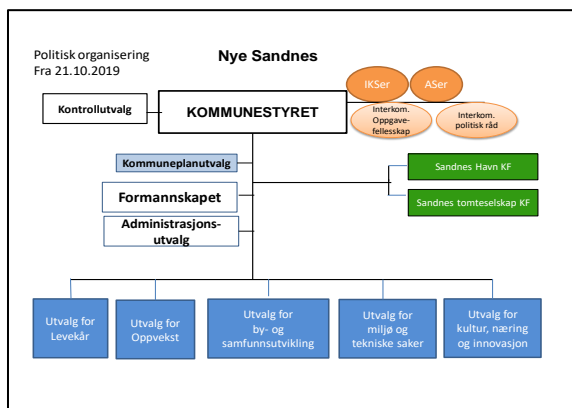 Politisk organisering
Fra 21.10.2019
Nye Sandnes
IKSer
ASer
Kontrollutvalg
KOMMUNESTYRET
Interkom.
Oppgave-
fellesskap
Interkom.
politisk råd
Kommuneplanutvalg
Sandnes Havn KF
Formannskapet
Sandnes tomteselskap KF
Administrasjons-
utvalg
Utvalg for
Levekår
Utvalg for
Oppvekst
Utvalg for
by- og
samfunnsutvikling
Utvalg for
miljø og
tekniske saker
Utvalg for
kultur, næring
og innovasjon